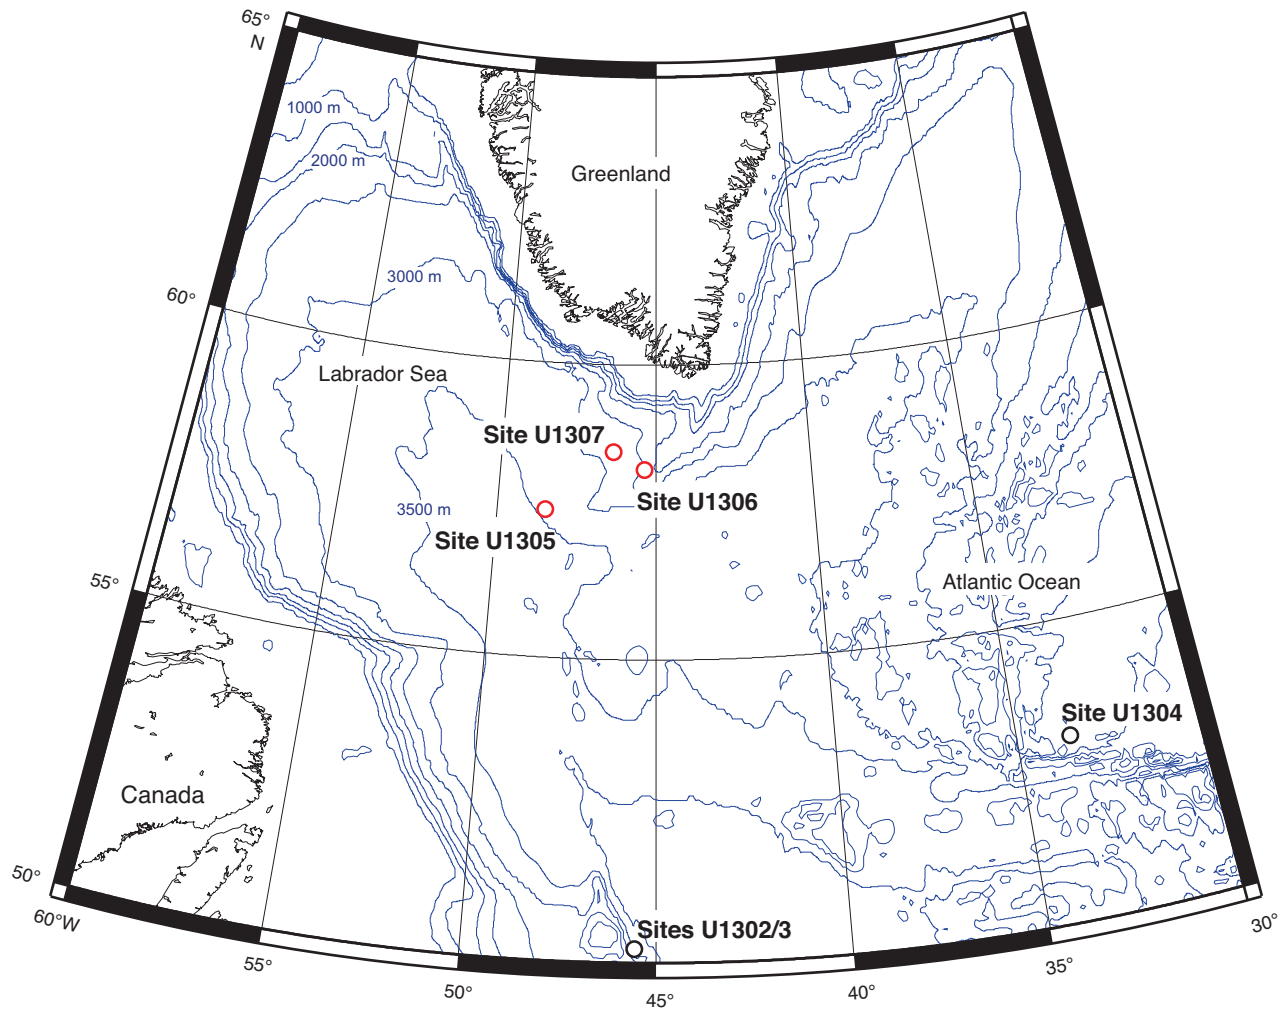 65°
N
1000 m
2000 m
Greenland
3000 m
60°
Labrador Sea
Site U1307
Site U1306
3500 m
Site U1305
55°
Atlantic Ocean
Site U1304
Canada
50°
60°W
Sites U1302/3
30°
55°
35°
50°
45°
40°